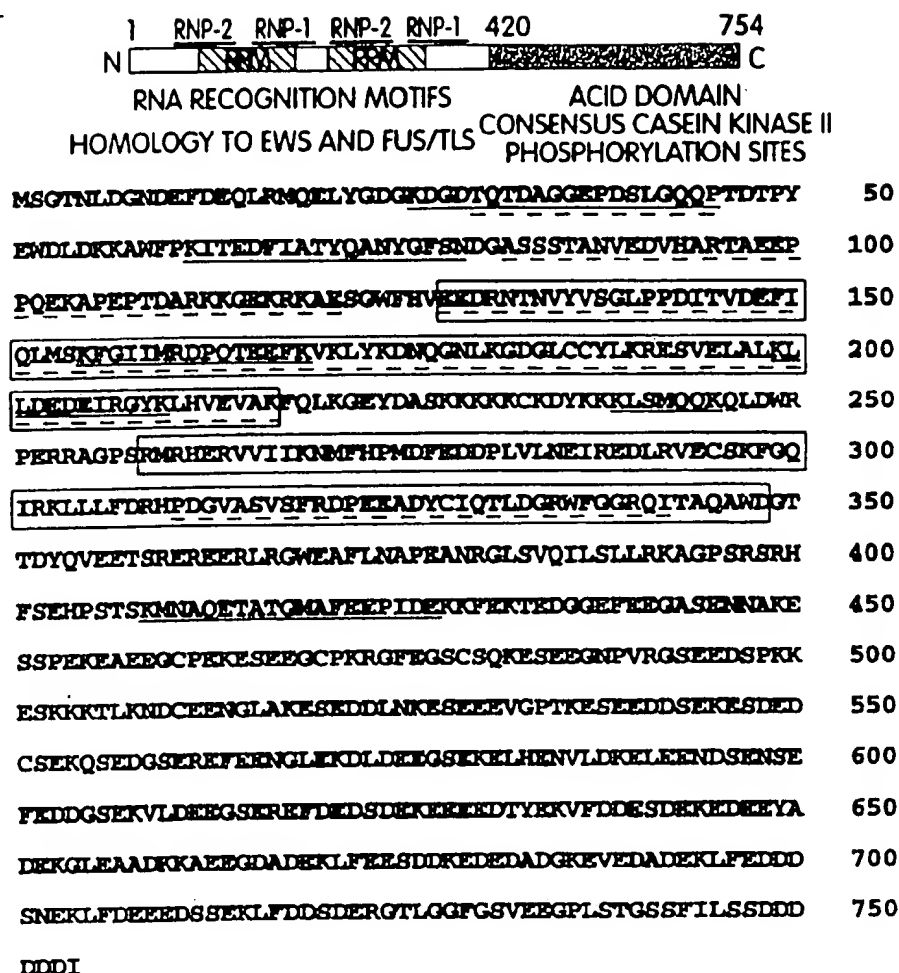 1 RNP-2 RNP-1 RNP-2 RNP-1 420 754
N RRM RRM C
RNA RECOGNITION MOTIFS ACID DOMAIN
HOMOLOGY TO EWS AND FUS/TLS CONSENSUS CASEIN KINASE II
PHOSPHORYLATION SITES
MSGTNLDGNDEFDEQLRMQELYGDGKDGDTQTDAGGEPDSLGQQPTDTPY 50
EWDLDKKAWFPKITEDFIATYQANYGFSNDGASSSTANVEDVHARTAEEP 100
PQEKAPEPTDARKKGEKRKAESGWFHVEEDRNTNVYVSGLPPDITVDEFI 150
QLMSKFGIIMRDPQTEEFKVKLYKDNQGNLKGDGLCCYLKRESVELALKL 200
LDEDEIRGYKLHVEVAKFQLKGEYDASKKKKKCKDYKKKLSMQQKQLDWR 250
PERRAGPSRMRHERVVIIKNMFHPMDFEDDPLVLNEIREDLRVECSKFGQ 300
IRKLLLFDRHPDGVASVSFRDPEEADYCIQTLDGRWFGGRQITAQAWDGT 350
TDYQVEETSREREERLRGWEAFLNAPEANRGLSVQILSLLRKAGPSRSRH 400
FSEHPSTSKMNAQETATGMAFEEPIDEKKFEKTEDGGEFEEGASENNAKE 450
SSPEKEAEEGCPEKESEEGCPKRGFEGSCSQKESEEGNPVRGSEEDSPKK 500
ESKKKTLKNDCEENGLAKESEDDLNKESEEEVGPTKESEEDDSEKESDED 550
CSEKQSEDGSEREFEENGLEKDLDEEGSEKELHENVLDKELEENDSENSE 600
FEDDGSEKVLDEEGSEREFDEDSDEKEEEEDTYEKVFDDESDEKEDEEYA 650
DEKGLEAADKKAEEGDADEKLFEESDDKEDEDADGKEVEDADEKLFEDDD 700
SNEKLFDEEEDSSEKLFDDSDERGTLGGFGSVEEGPLSTGSSFILSSDDD 750
DDDI